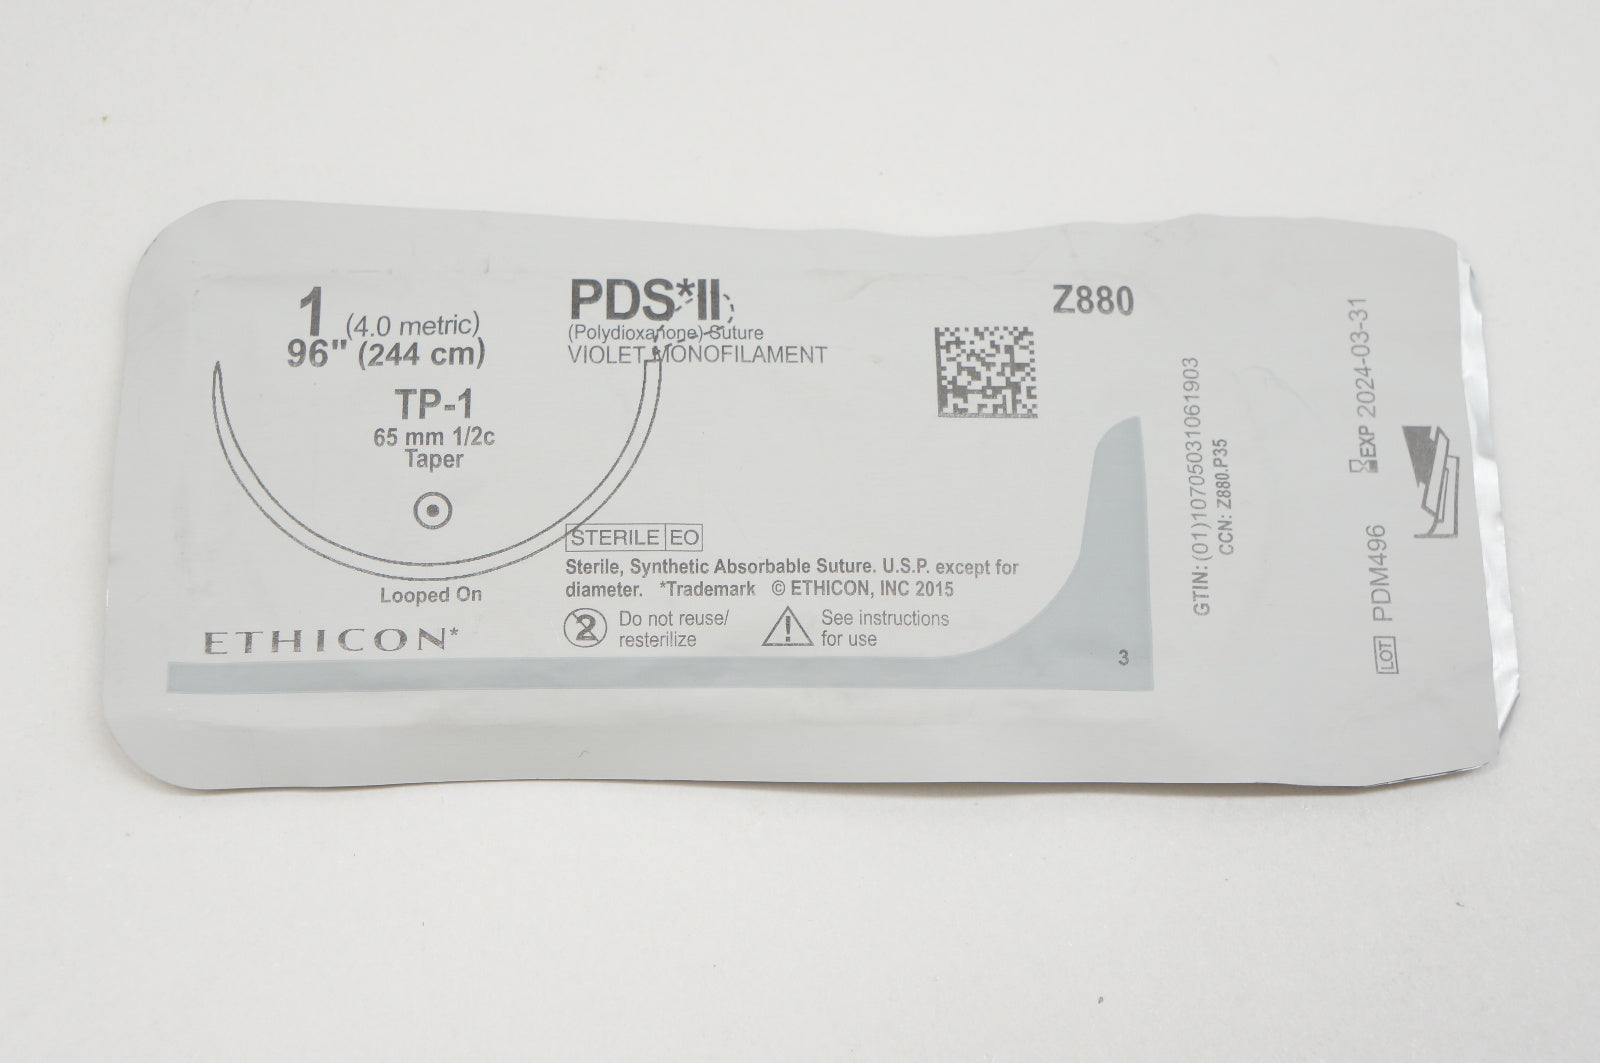 1 (4.0 metric)
96" (244 cm)
TP-1
65 mm 1/2c
Taper
Looped On
ETHICON*
PDS*II
(Polydioxanone) Suture
VIOLET MONOFILAMENT
STERILE EO
Sterile, Synthetic Absorbable Suture. U.S.P. except for
diameter. *Trademark © ETHICON, INC 2015
2 Do not reuse/
resterilize
! See instructions
for use
Z880
3
GTIN: (01)10705031061903
CCN: Z880.P35
EXP 2024-03-31
LOT PDM496